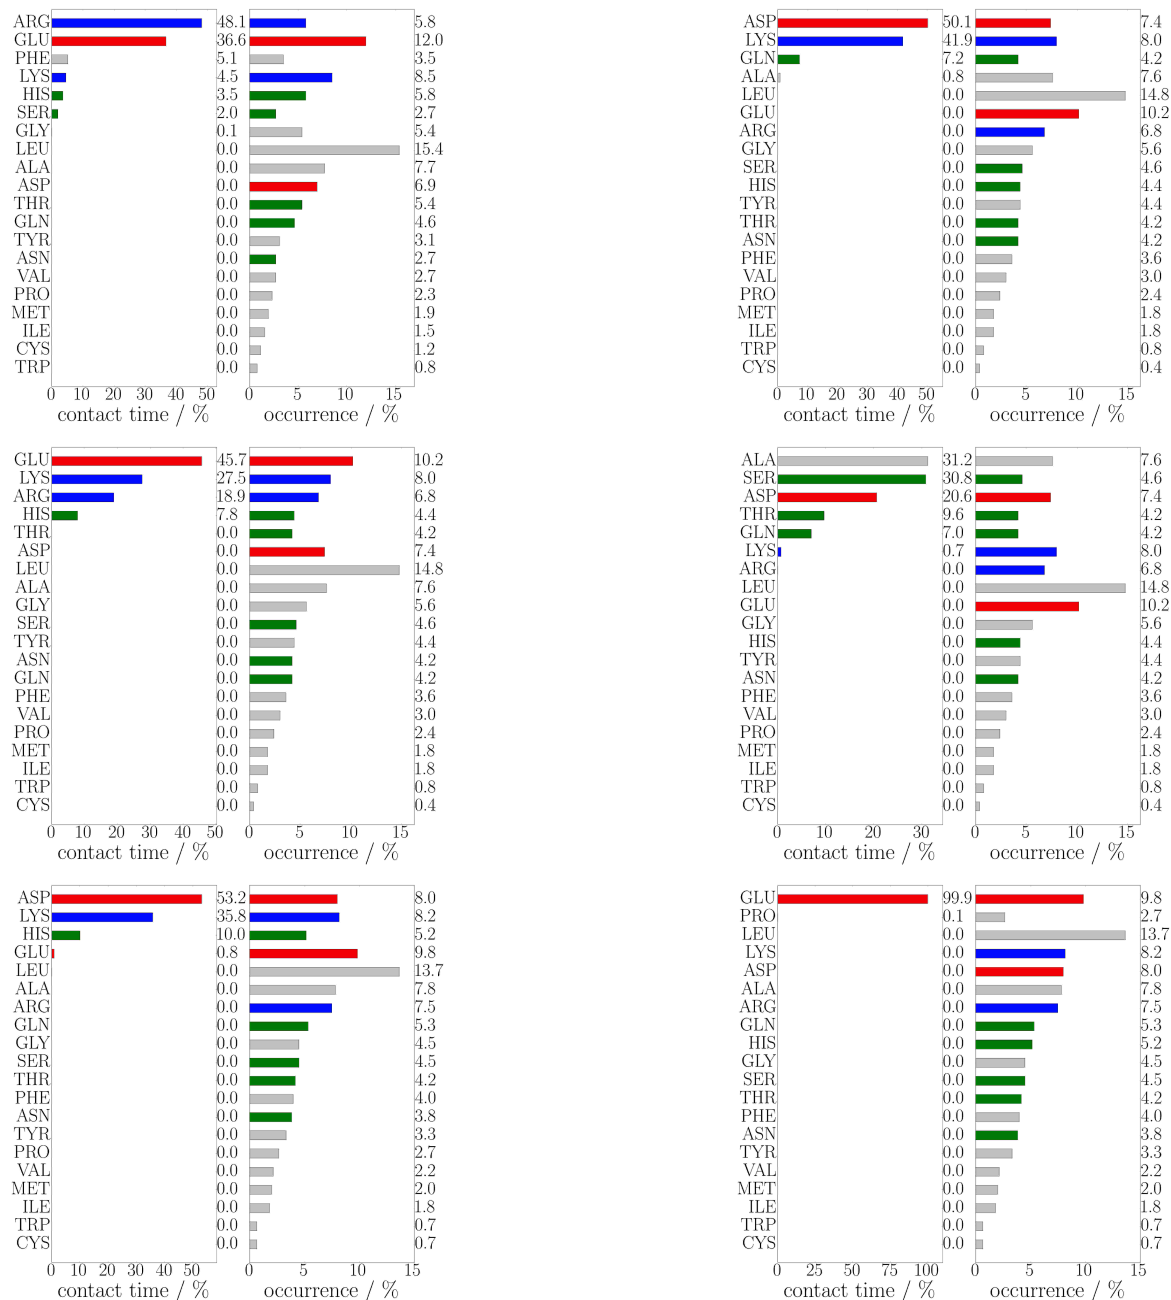 ARG 48.1 5.8
GLU 36.6 12.0
PHE 5.1 3.5
LYS 4.5 8.5
HIS 3.5 5.8
SER 2.0 2.7
GLY 0.1 5.4
LEU 0.0 15.4
ALA 0.0 7.7
ASP 0.0 6.9
THR 0.0 5.4
GLN 0.0 4.6
TYR 0.0 3.1
ASN 0.0 2.7
VAL 0.0 2.7
PRO 0.0 2.3
MET 0.0 1.9
ILE 0.0 1.5
CYS 0.0 1.2
TRP 0.0 0.8
0 10 20 30 40 50 0 5 10 15
contact time / % occurrence / %
ASP 50.1 7.4
LYS 41.9 8.0
GLN 7.2 4.2
ALA 0.8 7.6
LEU 0.0 14.8
GLU 0.0 10.2
ARG 0.0 6.8
GLY 0.0 5.6
SER 0.0 4.6
HIS 0.0 4.4
TYR 0.0 4.4
THR 0.0 4.2
ASN 0.0 4.2
PHE 0.0 3.6
VAL 0.0 3.0
PRO 0.0 2.4
MET 0.0 1.8
ILE 0.0 1.8
TRP 0.0 0.8
CYS 0.0 0.4
0 10 20 30 40 50 0 5 10 15
contact time / % occurrence / %
GLU 45.7 10.2
LYS 27.5 8.0
ARG 18.9 6.8
HIS 7.8 4.4
THR 0.0 4.2
ASP 0.0 7.4
LEU 0.0 14.8
ALA 0.0 7.6
GLY 0.0 5.6
SER 0.0 4.6
TYR 0.0 4.4
ASN 0.0 4.2
GLN 0.0 4.2
PHE 0.0 3.6
VAL 0.0 3.0
PRO 0.0 2.4
MET 0.0 1.8
ILE 0.0 1.8
TRP 0.0 0.8
CYS 0.0 0.4
0 10 20 30 40 50 0 5 10 15
contact time / % occurrence / %
ALA 31.2 7.6
SER 30.8 4.6
ASP 20.6 7.4
THR 9.6 4.2
GLN 7.0 4.2
LYS 0.7 8.0
ARG 0.0 6.8
LEU 0.0 14.8
GLU 0.0 10.2
GLY 0.0 5.6
HIS 0.0 4.4
TYR 0.0 4.4
ASN 0.0 4.2
PHE 0.0 3.6
VAL 0.0 3.0
PRO 0.0 2.4
MET 0.0 1.8
ILE 0.0 1.8
TRP 0.0 0.8
CYS 0.0 0.4
0 10 20 30 0 5 10 15
contact time / % occurrence / %
ASP 53.2 8.0
LYS 35.8 8.2
HIS 10.0 5.2
GLU 0.8 9.8
LEU 0.0 13.7
ALA 0.0 7.8
ARG 0.0 7.5
GLN 0.0 5.3
GLY 0.0 4.5
SER 0.0 4.5
THR 0.0 4.2
PHE 0.0 4.0
ASN 0.0 3.8
TYR 0.0 3.3
PRO 0.0 2.7
VAL 0.0 2.2
MET 0.0 2.0
ILE 0.0 1.8
TRP 0.0 0.7
CYS 0.0 0.7
0 10 20 30 40 50 0 5 10 15
contact time / % occurrence / %
GLU 99.9 9.8
PRO 0.1 2.7
LEU 0.0 13.7
LYS 0.0 8.2
ASP 0.0 8.0
ALA 0.0 7.8
ARG 0.0 7.5
GLN 0.0 5.3
HIS 0.0 5.2
GLY 0.0 4.5
SER 0.0 4.5
THR 0.0 4.2
PHE 0.0 4.0
ASN 0.0 3.8
TYR 0.0 3.3
VAL 0.0 2.2
MET 0.0 2.0
ILE 0.0 1.8
TRP 0.0 0.7
CYS 0.0 0.7
0 25 50 75 100 0 5 10 15
contact time / % occurrence / %